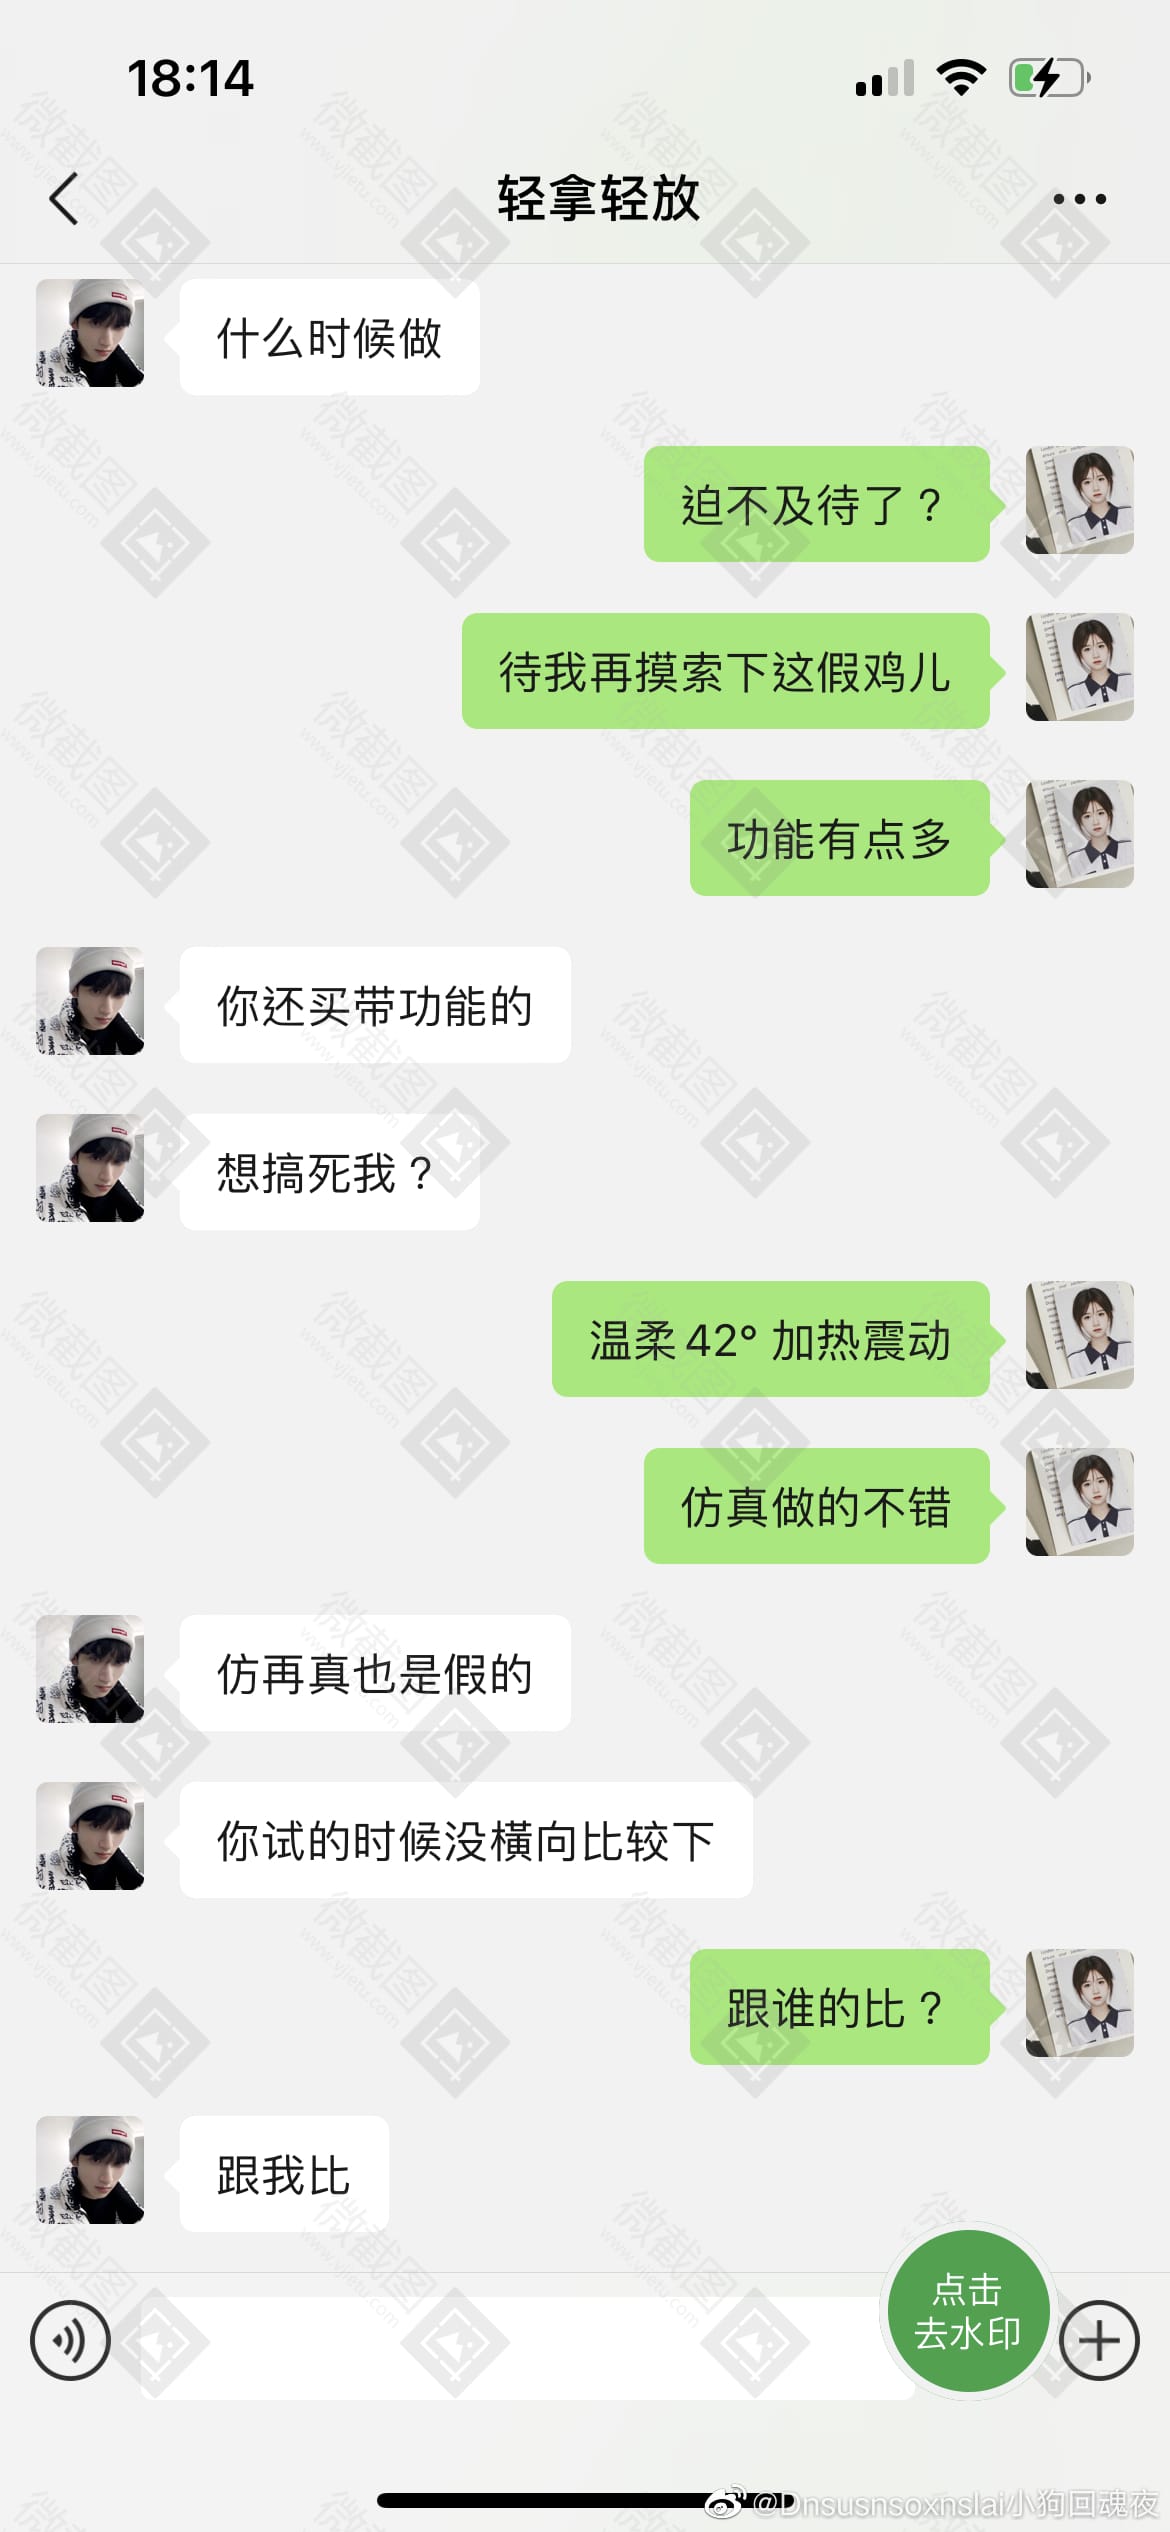 18:14
轻拿轻放
什么时候做
迫不及待了？
待我再摸索下这假鸡儿
功能有点多
你还买带功能的
想搞死我？
温柔42° 加热震动
仿真做的不错
仿再真也是假的
你试的时候没横向比较下
跟谁的比？
跟我比
点击
去水印
@Dnsusnsoxnslai小狗回魂夜
微截图
www.vjietu.com